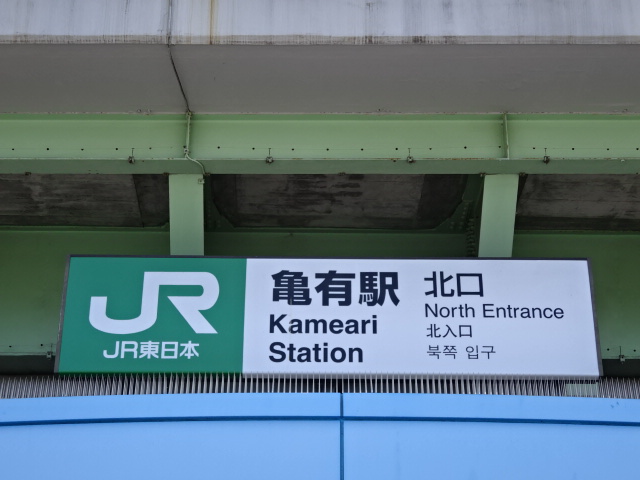 JR
JR東日本
亀有駅
Kameari
Station
北口
North Entrance
北入口
북쪽 입구